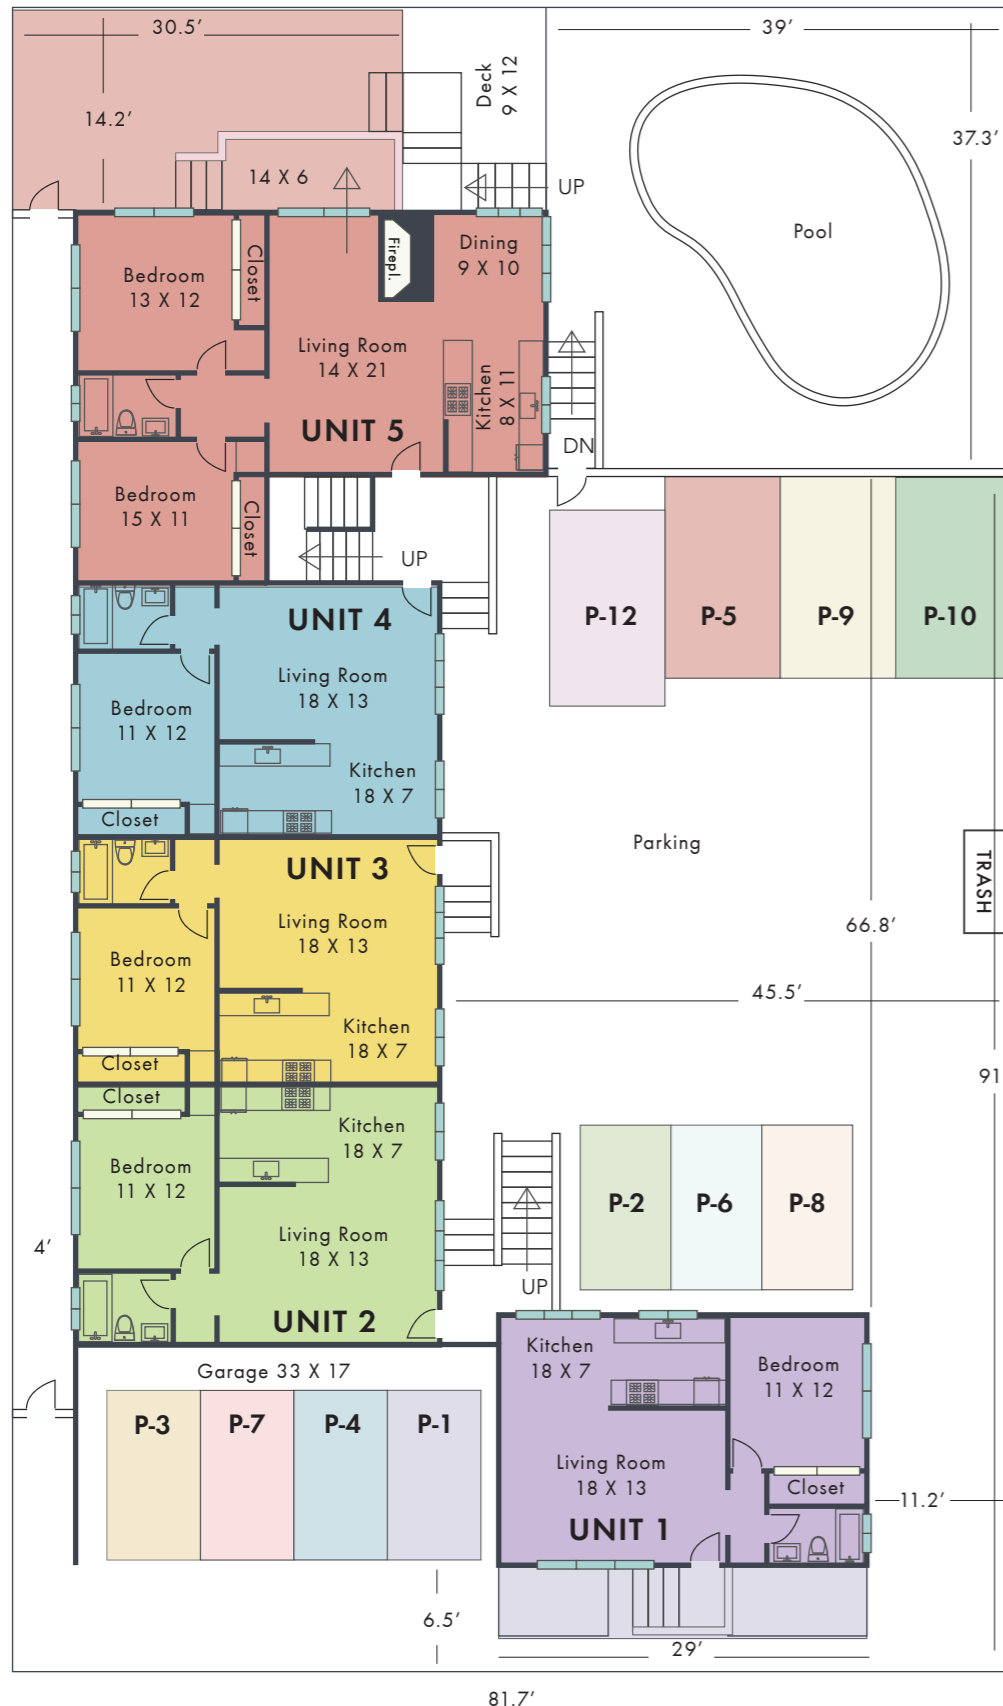 30.5’
39’
Deck
9 X 12
14.2’
37.3’
14 X 6
UP
Pool
Bedroom
13 X 12
Closet
Firepl.
Dining
9 X 10
Living Room
14 X 21
Kitchen
8 X 11
UNIT 5
DN
Bedroom
15 X 11
Closet
UP
P-12
P-5
P-9
P-10
UNIT 4
Living Room
18 X 13
Bedroom
11 X 12
Kitchen
18 X 7
Closet
Parking
TRASH
UNIT 3
Living Room
18 X 13
66.8’
Bedroom
11 X 12
45.5’
Kitchen
18 X 7
Closet
91
Closet
Kitchen
18 X 7
Bedroom
11 X 12
P-2
P-6
P-8
4’
Living Room
18 X 13
UP
UNIT 2
Kitchen
18 X 7
Bedroom
11 X 12
Garage 33 X 17
P-3
P-7
P-4
P-1
Living Room
18 X 13
Closet
11.2’
UNIT 1
6.5’
29’
81.7’